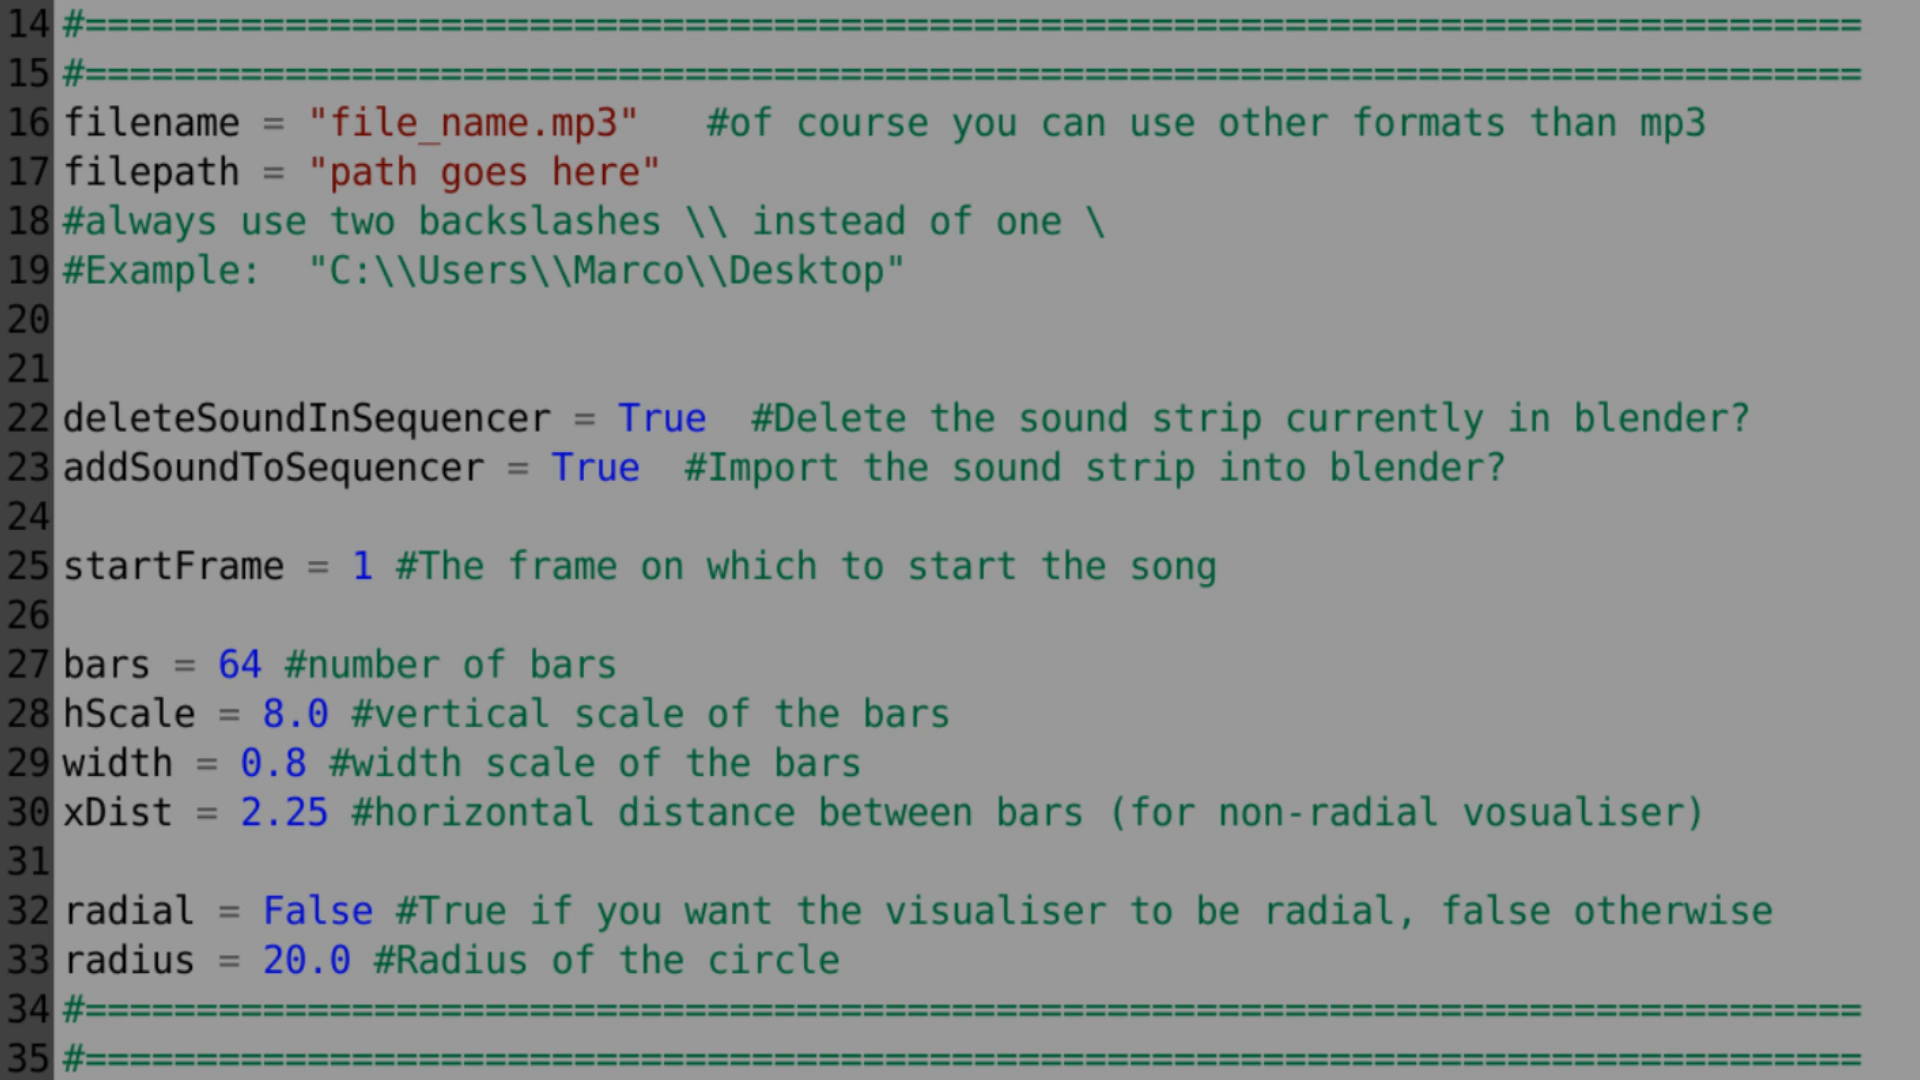 14 #================================================================================
15 #================================================================================
16 filename = "file_name.mp3"   #of course you can use other formats than mp3
17 filepath = "path goes here"
18 #always use two backslashes \\ instead of one \
19 #Example:  "C:\\Users\\Marco\\Desktop"
20
21
22 deleteSoundInSequencer = True  #Delete the sound strip currently in blender?
23 addSoundToSequencer = True  #Import the sound strip into blender?
24
25 startFrame = 1 #The frame on which to start the song
26
27 bars = 64 #number of bars
28 hScale = 8.0 #vertical scale of the bars
29 width = 0.8 #width scale of the bars
30 xDist = 2.25 #horizontal distance between bars (for non-radial vosualiser)
31
32 radial = False #True if you want the visualiser to be radial, false otherwise
33 radius = 20.0 #Radius of the circle
34 #================================================================================
35 #================================================================================